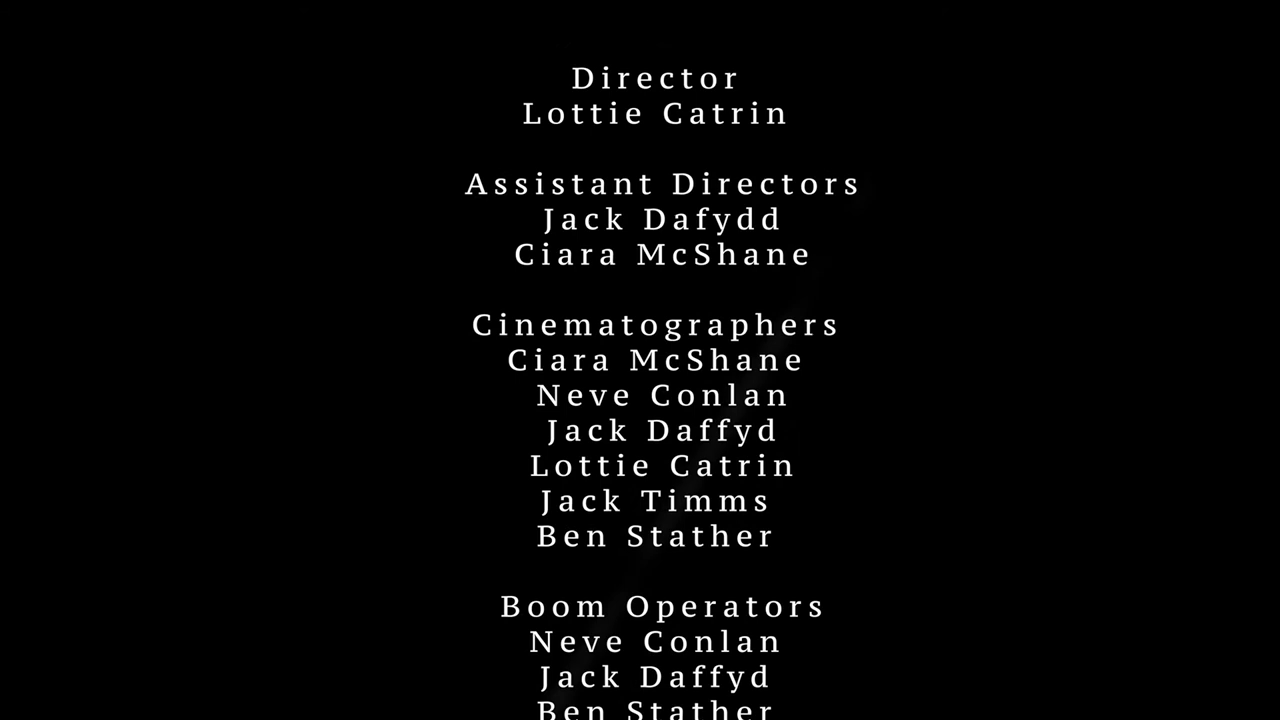 Director
Lottie Catrin
Assistant Directors
Jack Dafydd
Ciara McShane
Cinematographers
Ciara McShane
Neve Conlan
Jack Daffyd
Lottie Catrin
Jack Timms
Ben Stather
Boom Operators
Neve Conlan
Jack Daffyd
Ben Stather